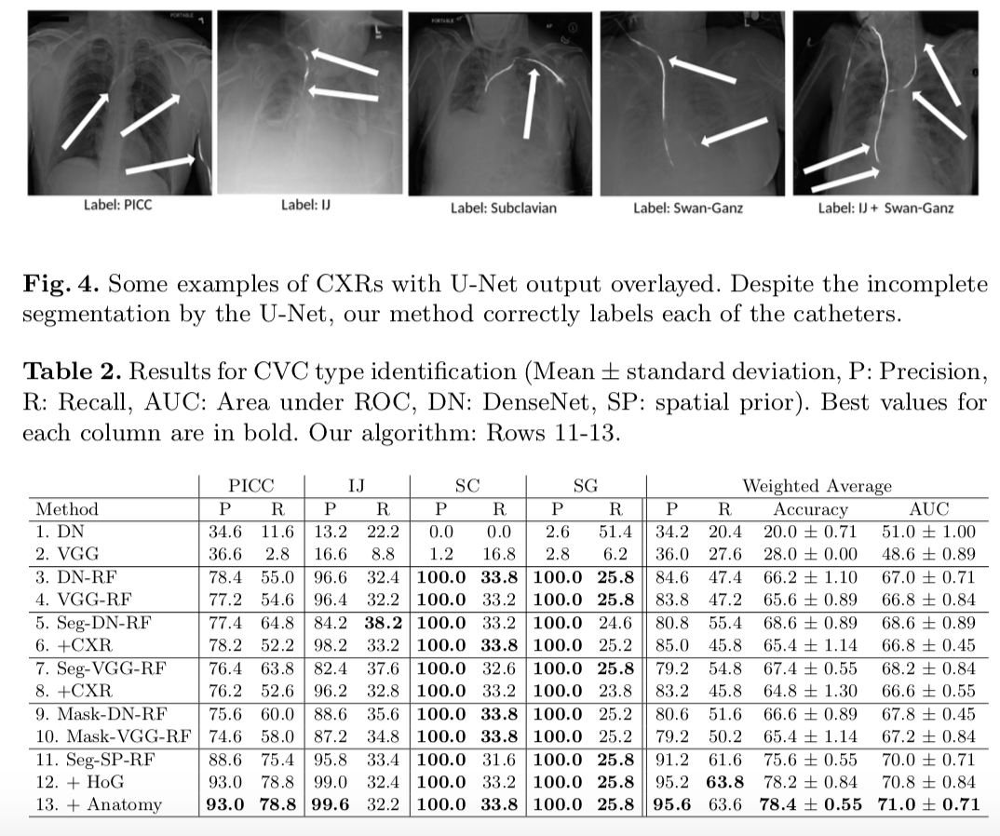 PORTABLE
L
PORTABLE
L
Label: PICC
Label: IJ
Label: Subclavian
Label: Swan-Ganz
Label: IJ + Swan-Ganz
Fig. 4. Some examples of CXRs with U-Net output overlayed. Despite the incomplete
segmentation by the U-Net, our method correctly labels each of the catheters.
Table 2. Results for CVC type identification (Mean ± standard deviation, P: Precision,
R: Recall, AUC: Area under ROC, DN: DenseNet, SP: spatial prior). Best values for
each column are in bold. Our algorithm: Rows 11-13.
PICC IJ SC SG Weighted Average
Method P R P R P R P R P R Accuracy AUC
1. DN 34.6 11.6 13.2 22.2 0.0 0.0 2.6 51.4 34.2 20.4 20.0 ± 0.71 51.0 ± 1.00
2. VGG 36.6 2.8 16.6 8.8 1.2 16.8 2.8 6.2 36.0 27.6 28.0 ± 0.00 48.6 ± 0.89
3. DN-RF 78.4 55.0 96.6 32.4 100.0 33.8 100.0 25.8 84.6 47.4 66.2 ± 1.10 67.0 ± 0.71
4. VGG-RF 77.2 54.6 96.4 32.2 100.0 33.2 100.0 25.8 83.8 47.2 65.6 ± 0.89 66.8 ± 0.84
5. Seg-DN-RF 77.4 64.8 84.2 38.2 100.0 33.2 100.0 24.6 80.8 55.4 68.6 ± 0.89 68.6 ± 0.89
6. +CXR 78.2 52.2 98.2 33.2 100.0 33.8 100.0 25.2 85.0 45.8 65.4 ± 1.14 66.8 ± 0.45
7. Seg-VGG-RF 76.4 63.8 82.4 37.6 100.0 32.6 100.0 25.8 79.2 54.8 67.4 ± 0.55 68.2 ± 0.84
8. +CXR 76.2 52.6 96.2 32.8 100.0 33.2 100.0 23.8 83.2 45.8 64.8 ± 1.30 66.6 ± 0.55
9. Mask-DN-RF 75.6 60.0 88.6 35.6 100.0 33.8 100.0 25.2 80.6 51.6 66.6 ± 0.89 67.8 ± 0.45
10. Mask-VGG-RF 74.6 58.0 87.2 34.8 100.0 33.8 100.0 25.2 79.2 50.2 65.4 ± 1.14 67.2 ± 0.84
11. Seg-SP-RF 88.6 75.4 95.8 33.4 100.0 31.6 100.0 25.8 91.2 61.6 75.6 ± 0.55 70.0 ± 0.71
12. + HoG 93.0 78.8 99.0 32.4 100.0 33.2 100.0 25.8 95.2 63.8 78.2 ± 0.84 70.8 ± 0.84
13. + Anatomy 93.0 78.8 99.6 32.2 100.0 33.8 100.0 25.8 95.6 63.6 78.4 ± 0.55 71.0 ± 0.71